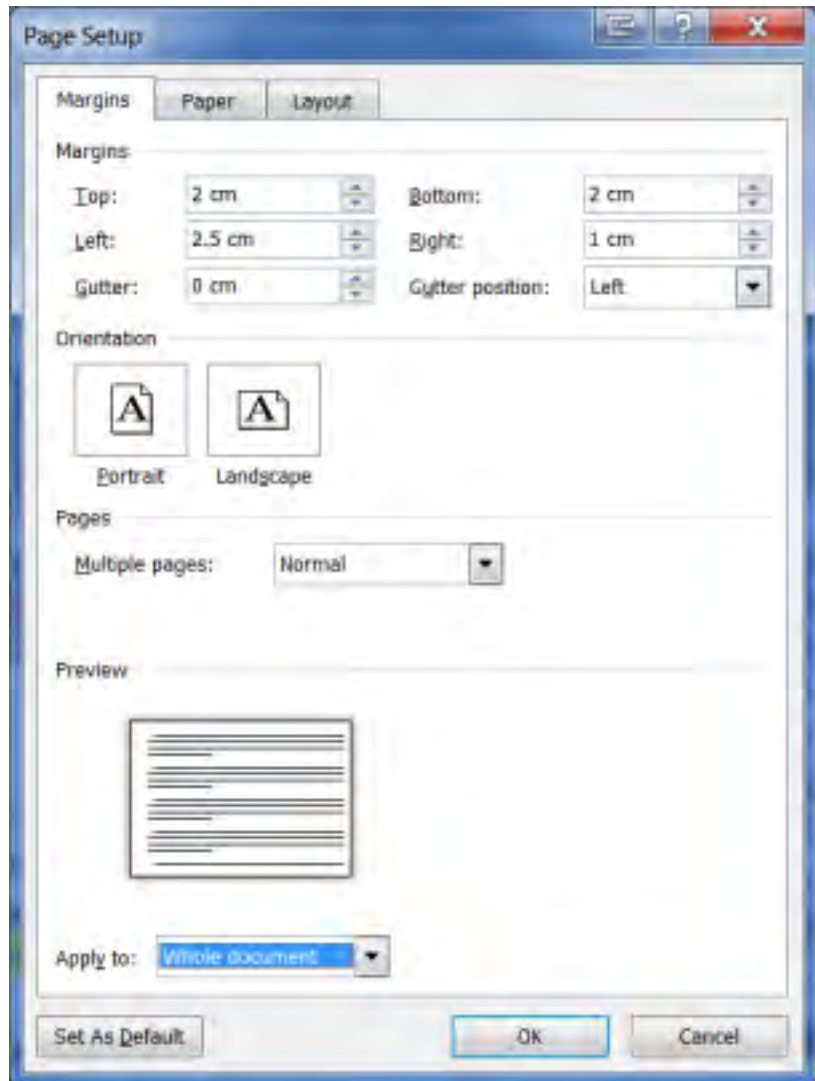 Page Setup
Margins Paper Layout
Margins
Top: 2 cm Bottom: 2 cm
Left: 2.5 cm Right: 1 cm
Gutter: 0 cm Gutter position: Left
Orientation
A A
Portrait Landscape
Pages
Multiple pages: Normal
Preview
Apply to: Whole document
Set As Default OK Cancel